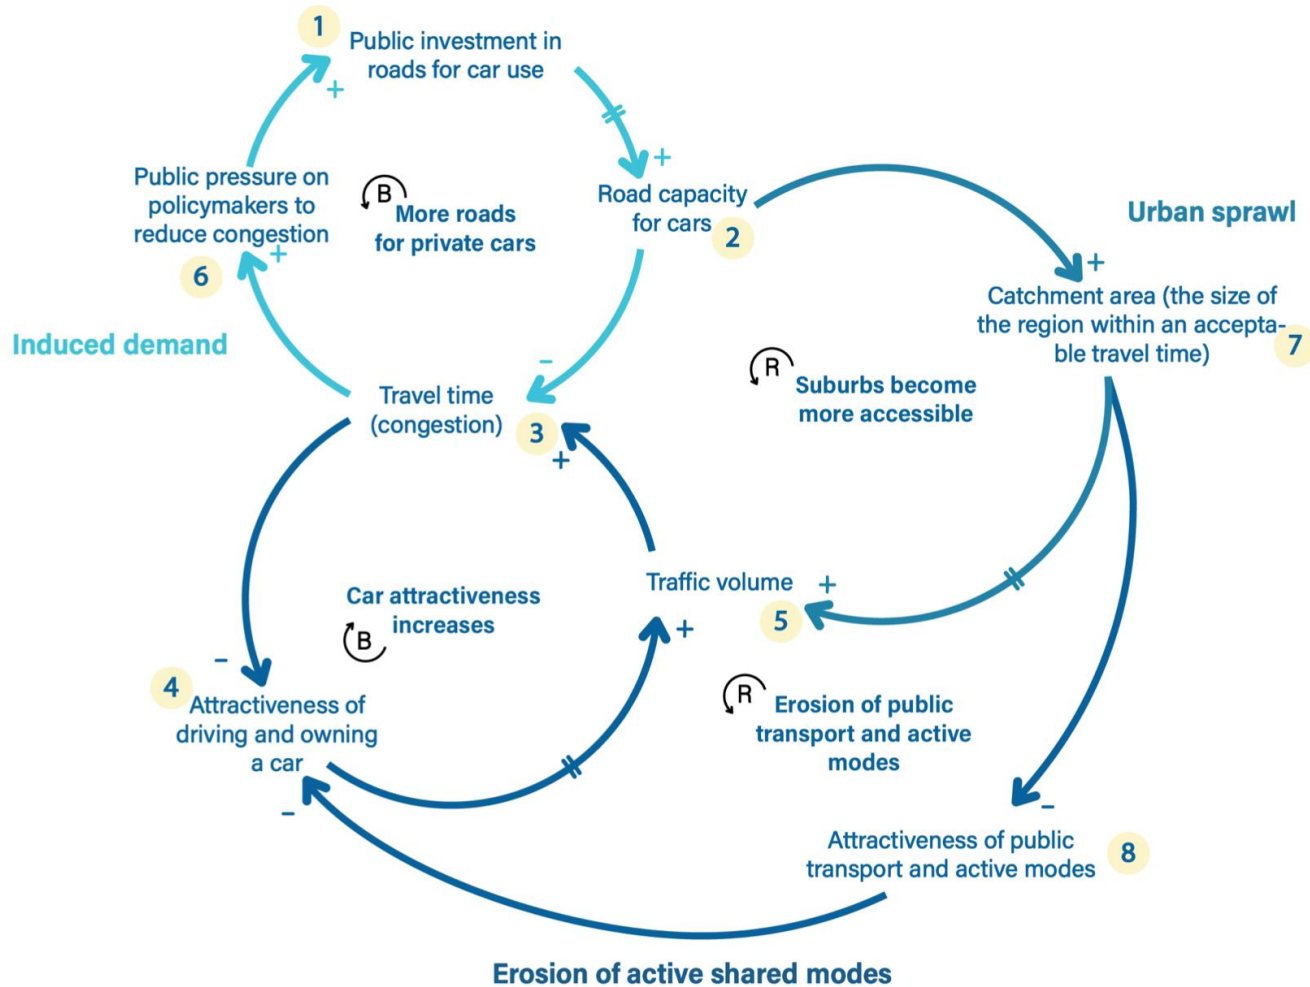 1
Public investment in
roads for car use
+
+
Public pressure on
policymakers to
reduce congestion
+
6
B
More roads
for private cars
Road capacity
for cars
2
Urban sprawl
+
Catchment area (the size of
the region within an accepta-
ble travel time)
7
Induced demand
-
Travel time
(congestion)
3
+
R
Suburbs become
more accessible
Car attractiveness
increases
B
Traffic volume
+
5
+
-
4
Attractiveness of
driving and owning
a car
-
R
Erosion of public
transport and active
modes
-
Attractiveness of public
transport and active modes
8
Erosion of active shared modes